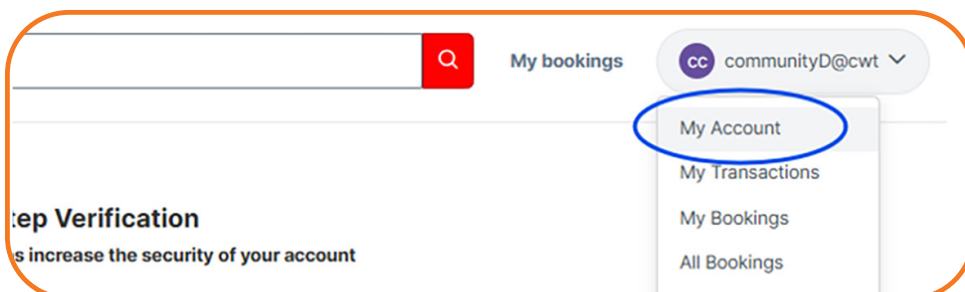 My bookings
CC communityD@cwt
My Account
My Transactions
My Bookings
All Bookings
Verification
increase the security of your account